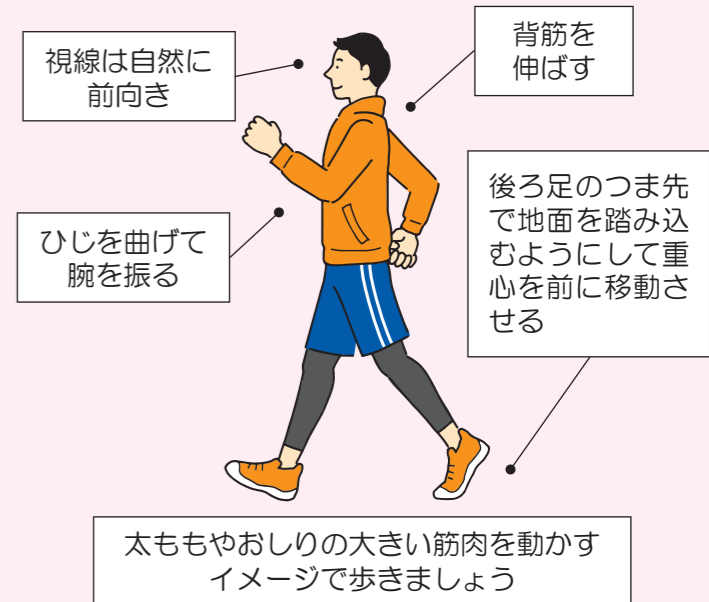 視線は自然に
前向き
背筋を
伸ばす
ひじを曲げて
腕を振る
後ろ足のつま先
で地面を踏み込
むようにして重
心を前に移動さ
せる
太ももやおしりの大きい筋肉を動かす
イメージで歩きましょう